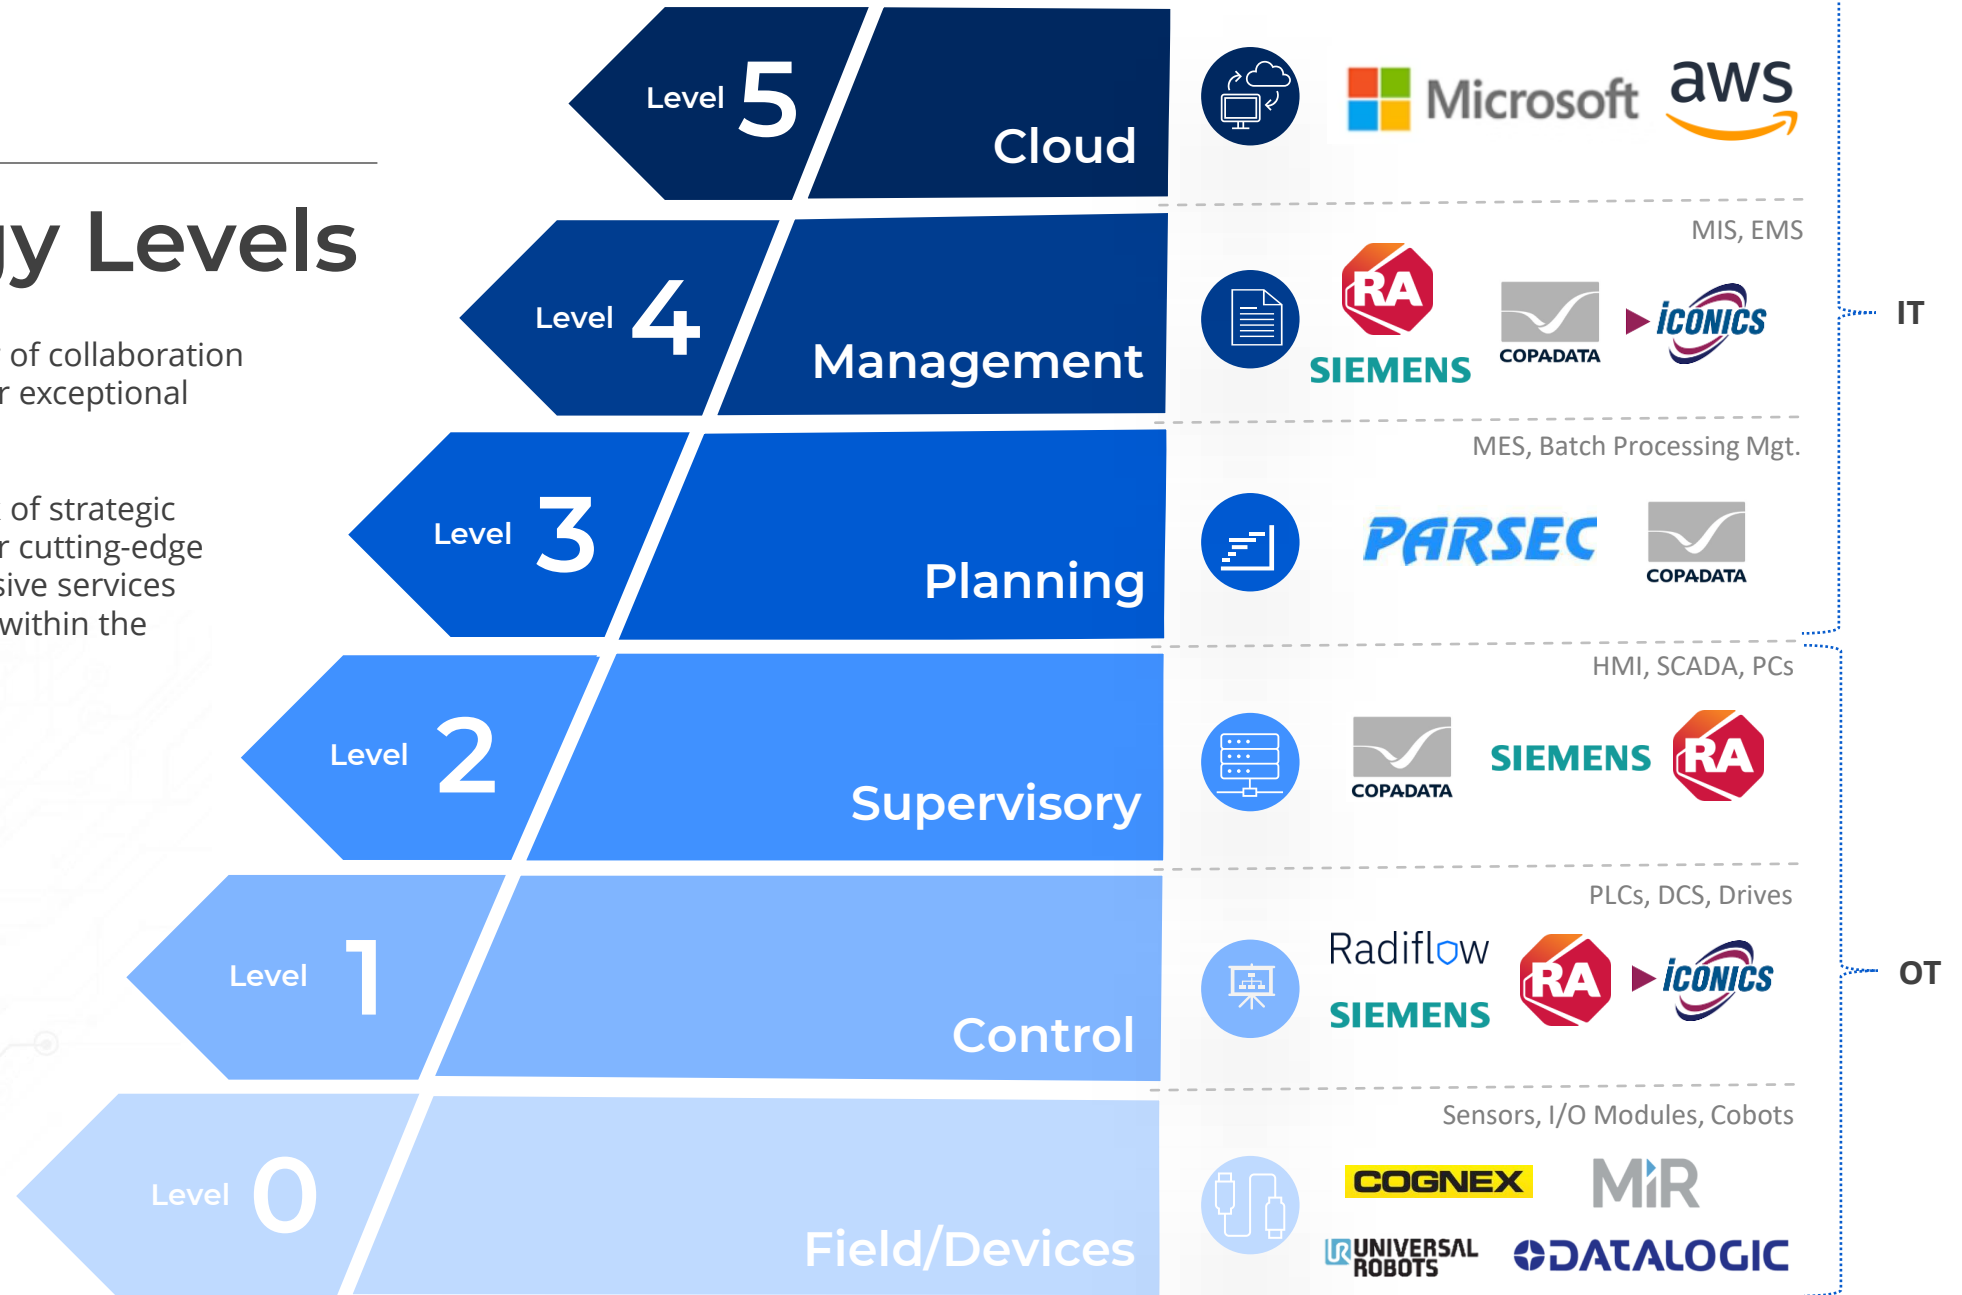 gy Levels
of collaboration
r exceptional
of strategic
r cutting-edge
sive services
within the
Level 5
Cloud
Microsoft
aws
Level 4
Management
MIS, EMS
RA
SIEMENS
COPADATA
ICONICS
Level 3
Planning
MES, Batch Processing Mgt.
PARSEC
COPADATA
IT
Level 2
Supervisory
HMI, SCADA, PCs
COPADATA
SIEMENS
RA
Level 1
Control
PLCs, DCS, Drives
Radiflow
SIEMENS
RA
ICONICS
OT
Level 0
Field/Devices
Sensors, I/O Modules, Cobots
COGNEX
MiR
UR UNIVERSAL
ROBOTS
DATALOGIC